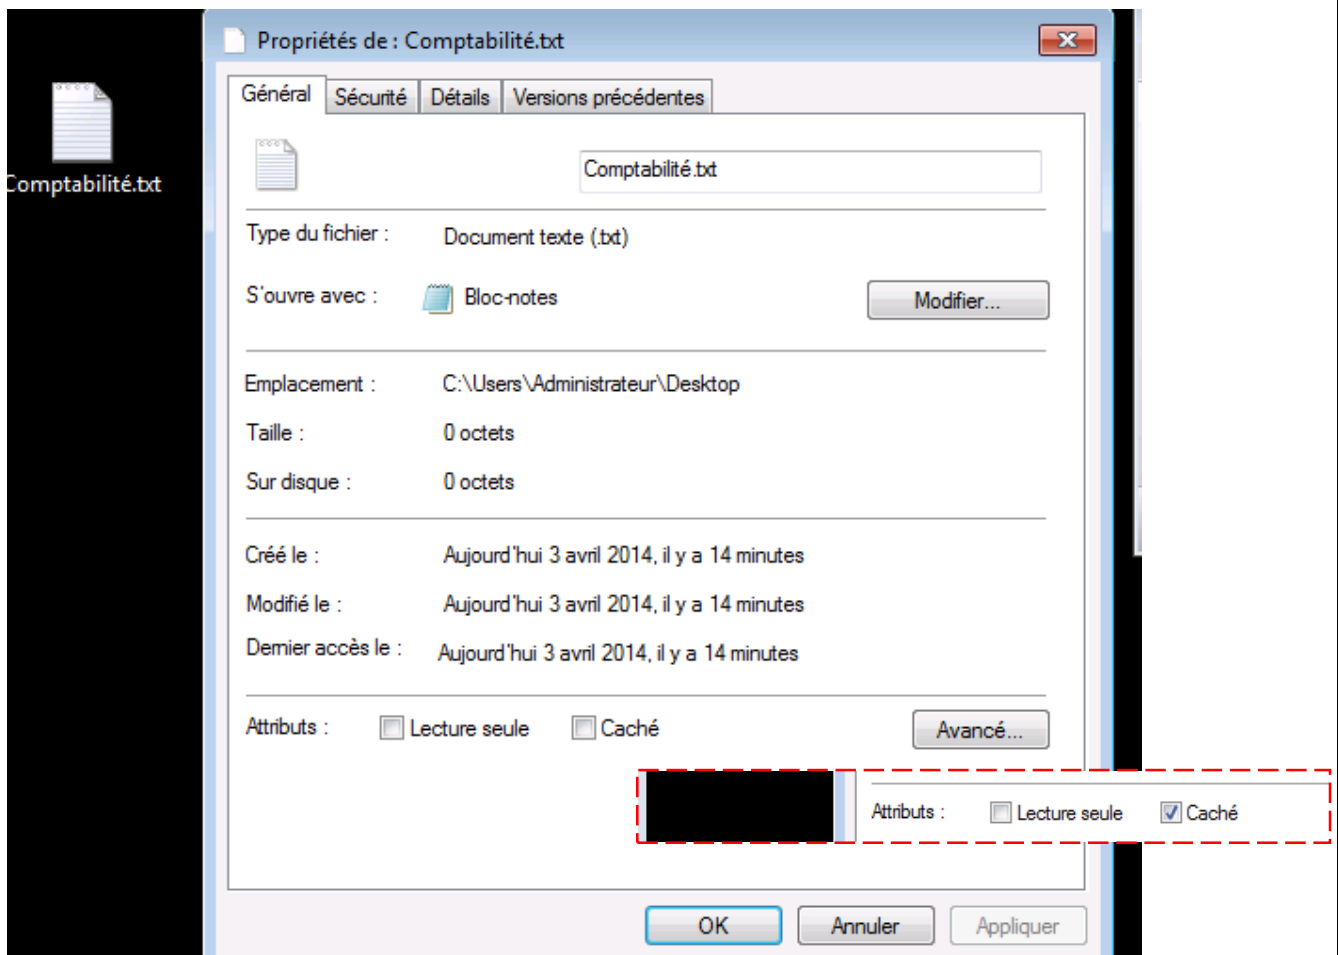 Propriétés de : Comptabilité.txt
Général Sécurité Détails Versions précédentes
Comptabilité.txt
Comptabilité.txt
Type du fichier : Document texte (.txt)
S'ouvre avec : Bloc-notes Modifier...
Emplacement : C:\Users\Administrateur\Desktop
Taille : 0 octets
Sur disque : 0 octets
Créé le : Aujourd'hui 3 avril 2014, il y a 14 minutes
Modifié le : Aujourd'hui 3 avril 2014, il y a 14 minutes
Dernier accès le : Aujourd'hui 3 avril 2014, il y a 14 minutes
Attributs : Lecture seule Caché Avancé...
Attributs : Lecture seule Caché
OK Annuler Appliquer